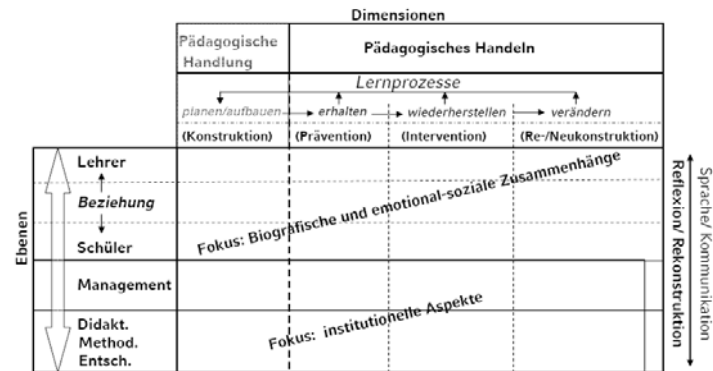 Dimensionen
Pädagogische
Handlung
Pädagogisches Handeln
Lernprozesse
planen/aufbauen
erhalten
wiederherstellen
verändern
(Konstruktion)
(Prävention)
(Intervention)
(Re-/Neukonstruktion)
Ebenen
Lehrer
Beziehung
Schüler
Management
Didakt.
Method.
Entsch.
Fokus: Biografische und emotional-soziale Zusammenhänge
Fokus: institutionelle Aspekte
Reflexion/ Rekonstruktion
Sprache/ Kommunikation